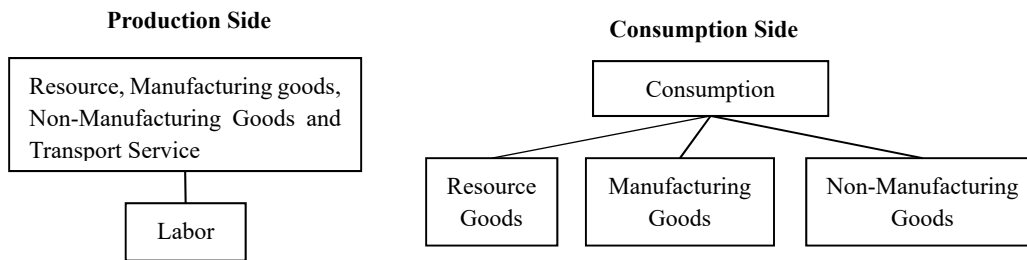 Production Side
Resource, Manufacturing goods,
Non-Manufacturing Goods and
Transport Service
Labor
Consumption Side
Consumption
Resource
Goods
Manufacturing
Goods
Non-Manufacturing
Goods